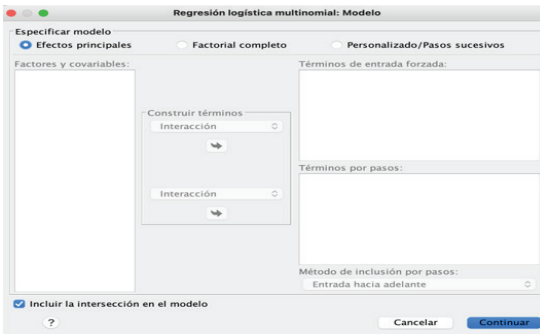 Regresión logística multinomial: Modelo
Especificar modelo
Efectos principales
Factorial completo
Personalizado/Pasos sucesivos
Factores y covariables:
Términos de entrada forzada:
Construir términos
Interacción
Términos por pasos:
Interacción
Método de inclusión por pasos:
Entrada hacia adelante
Incluir la intersección en el modelo
?
Cancelar
Continuar